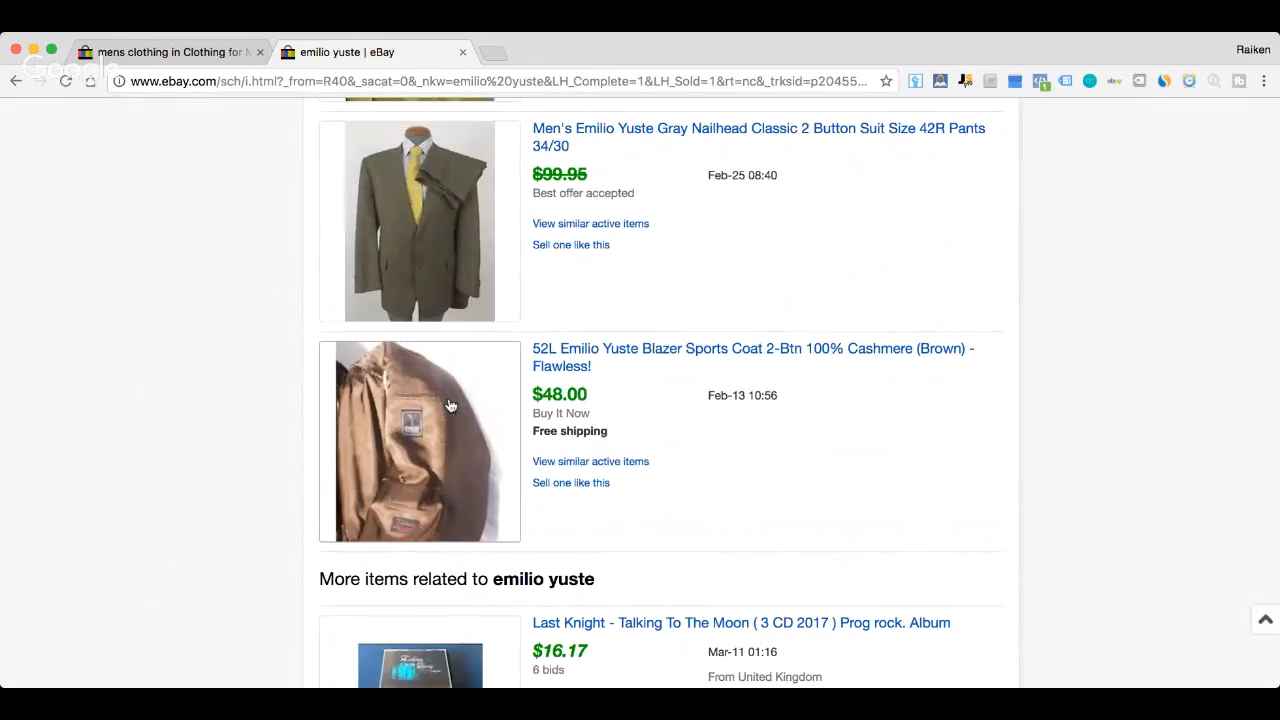 mens clothing in Clothing for M
emilio yuste | eBay
Raiken
Google
www.ebay.com/sch/i.html?_from=R40&_sacat=0&_nkw=emilio%20yuste&LH_Complete=1&LH_Sold=1&rt=nc&_trksid=p20455...
Men's Emilio Yuste Gray Nailhead Classic 2 Button Suit Size 42R Pants
34/30
$99.95
Feb-25 08:40
Best offer accepted
View similar active items
Sell one like this
52L Emilio Yuste Blazer Sports Coat 2-Btn 100% Cashmere (Brown) -
Flawless!
$48.00
Feb-13 10:56
Buy It Now
Free shipping
View similar active items
Sell one like this
More items related to emilio yuste
Last Knight - Talking To The Moon ( 3 CD 2017 ) Prog rock. Album
$16.17
Mar-11 01:16
6 bids
From United Kingdom